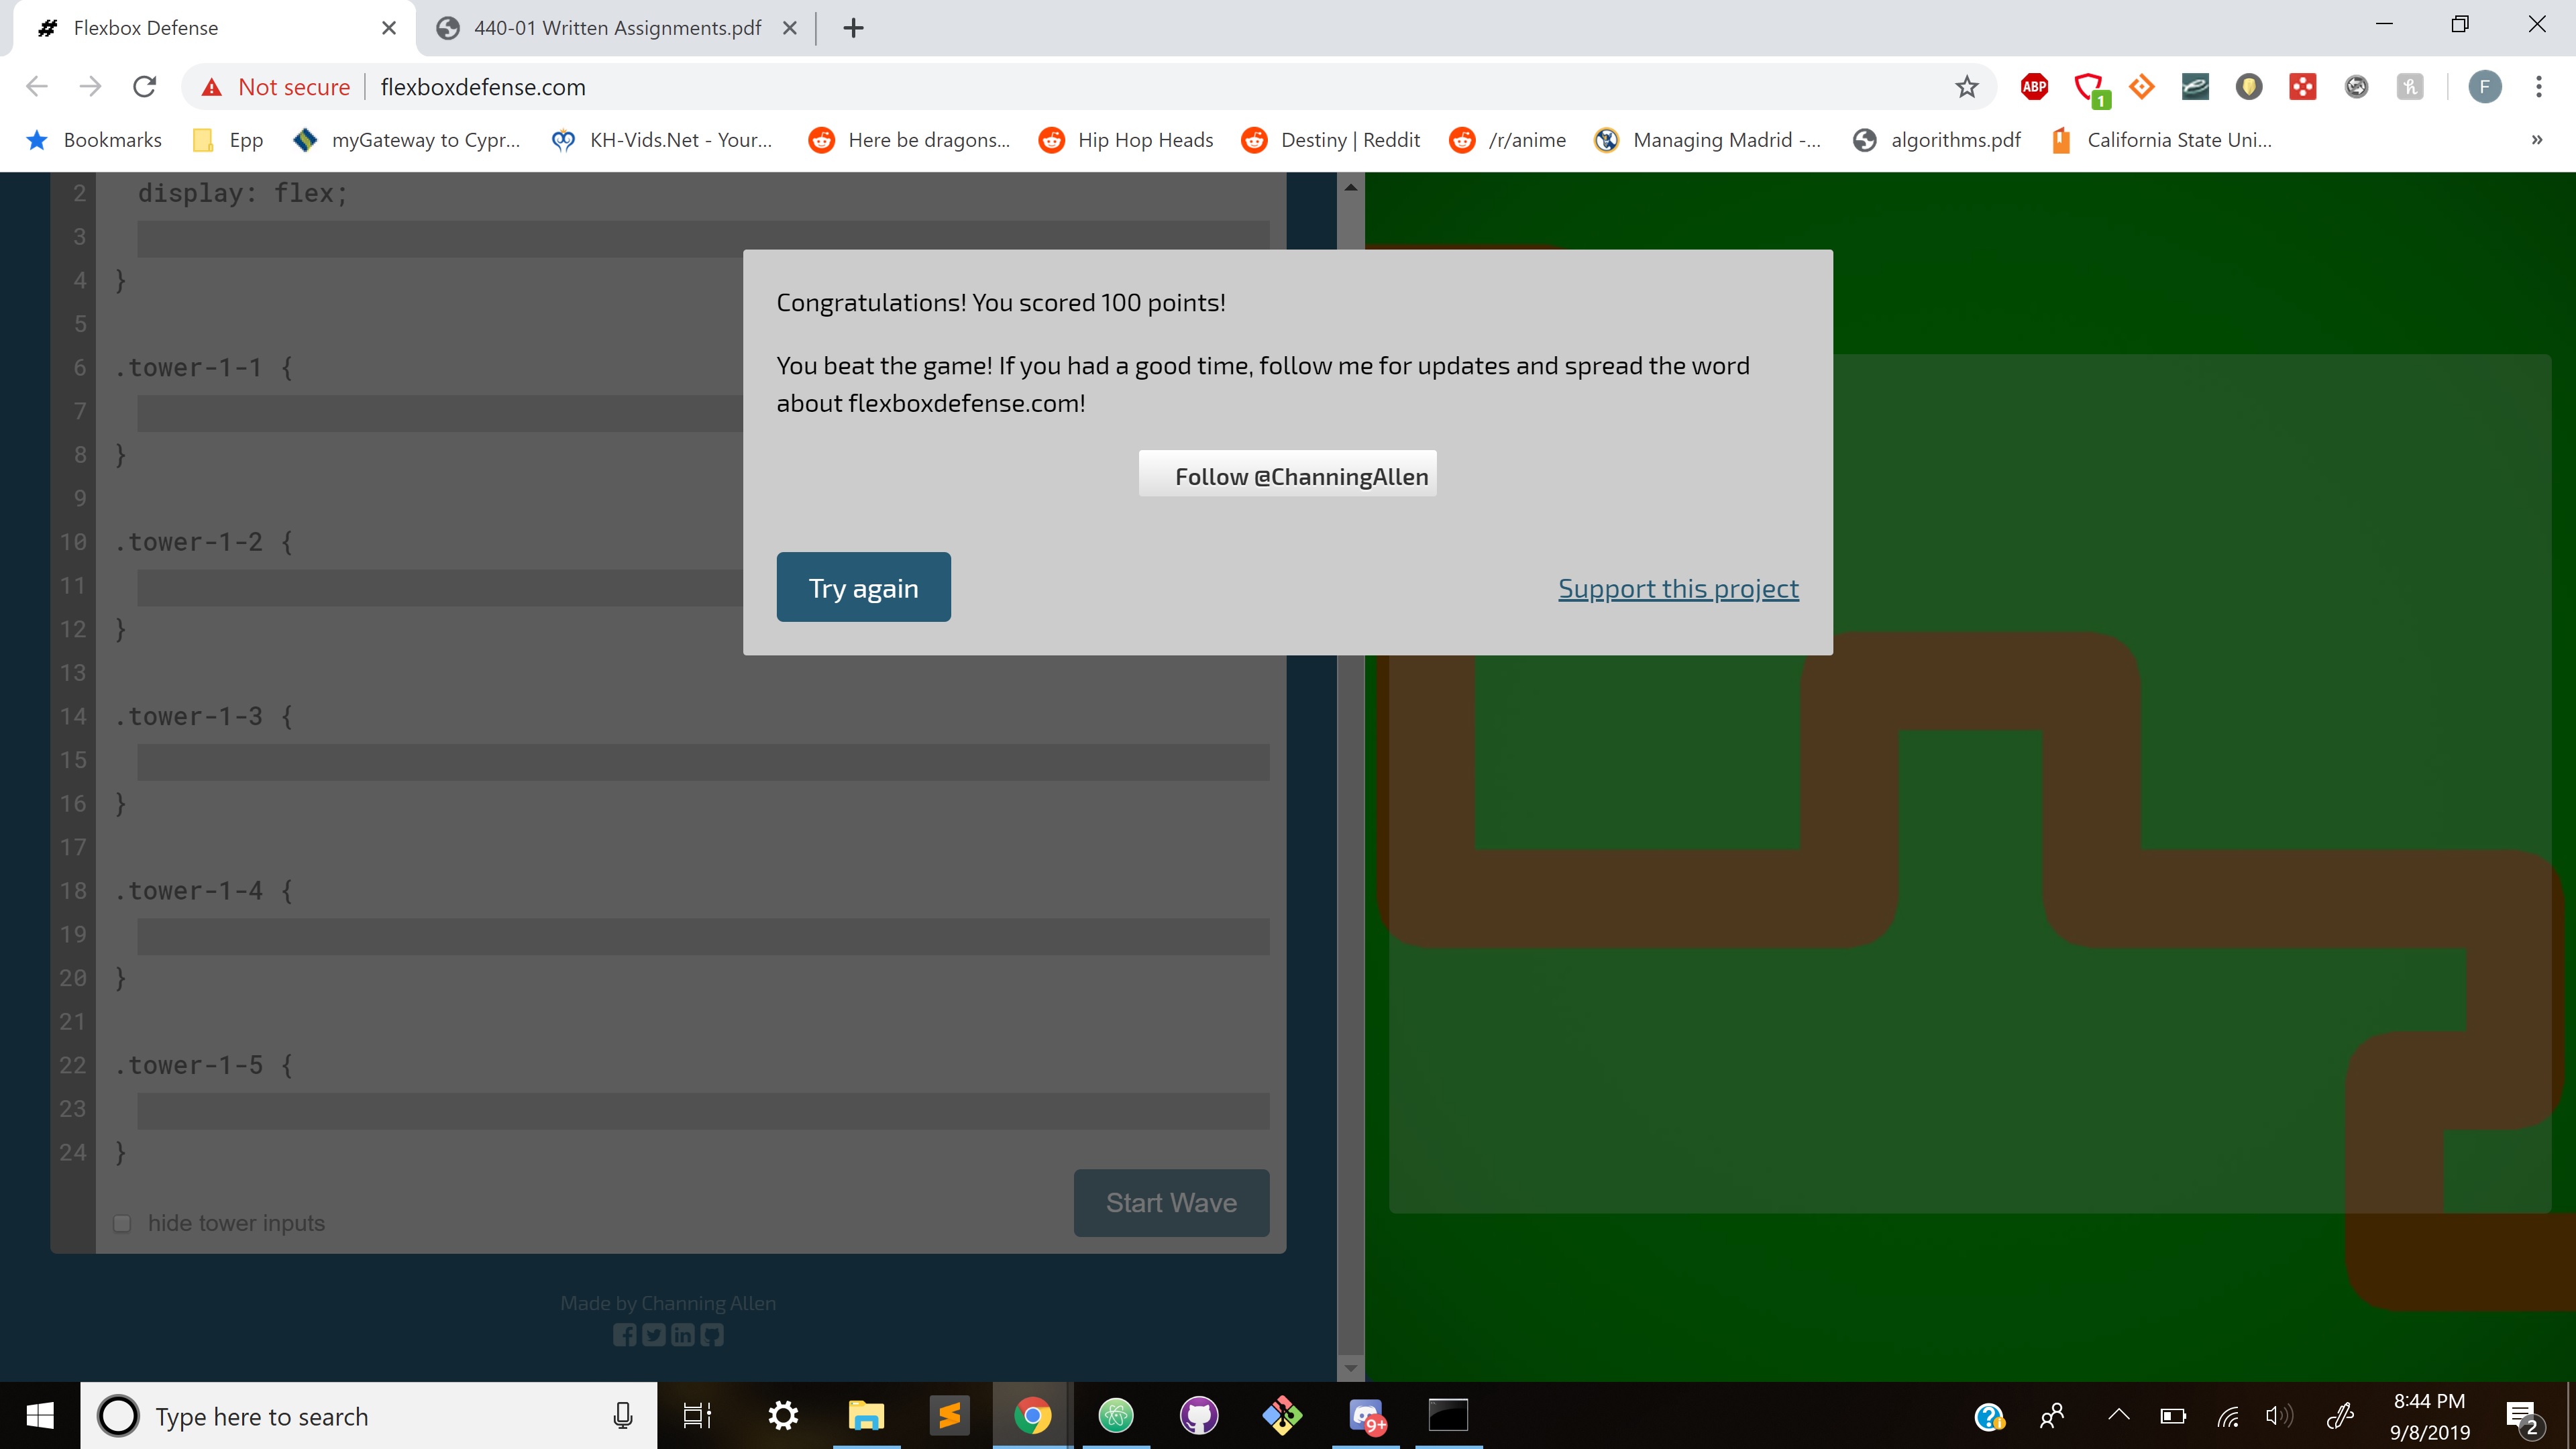 Flexbox Defense
440-01 Written Assignments.pdf
Not secure
flexboxdefense.com
ABP
1
F
Bookmarks
Epp
myGateway to Cypr...
KH-Vids.Net - Your...
Here be dragons...
Hip Hop Heads
Destiny | Reddit
/r/anime
Managing Madrid -...
algorithms.pdf
California State Uni...
»
2 display: flex;
3
4 }
5
6 .tower-1-1 {
7
8 }
9
10 .tower-1-2 {
11
12 }
13
14 .tower-1-3 {
15
16 }
17
18 .tower-1-4 {
19
20 }
21
22 .tower-1-5 {
23
24 }
hide tower inputs
Start Wave
Made by Channing Allen
Congratulations! You scored 100 points!
You beat the game! If you had a good time, follow me for updates and spread the word
about flexboxdefense.com!
Follow @ChanningAllen
Try again
Support this project
Type here to search
9+
8:44 PM
9/8/2019
2